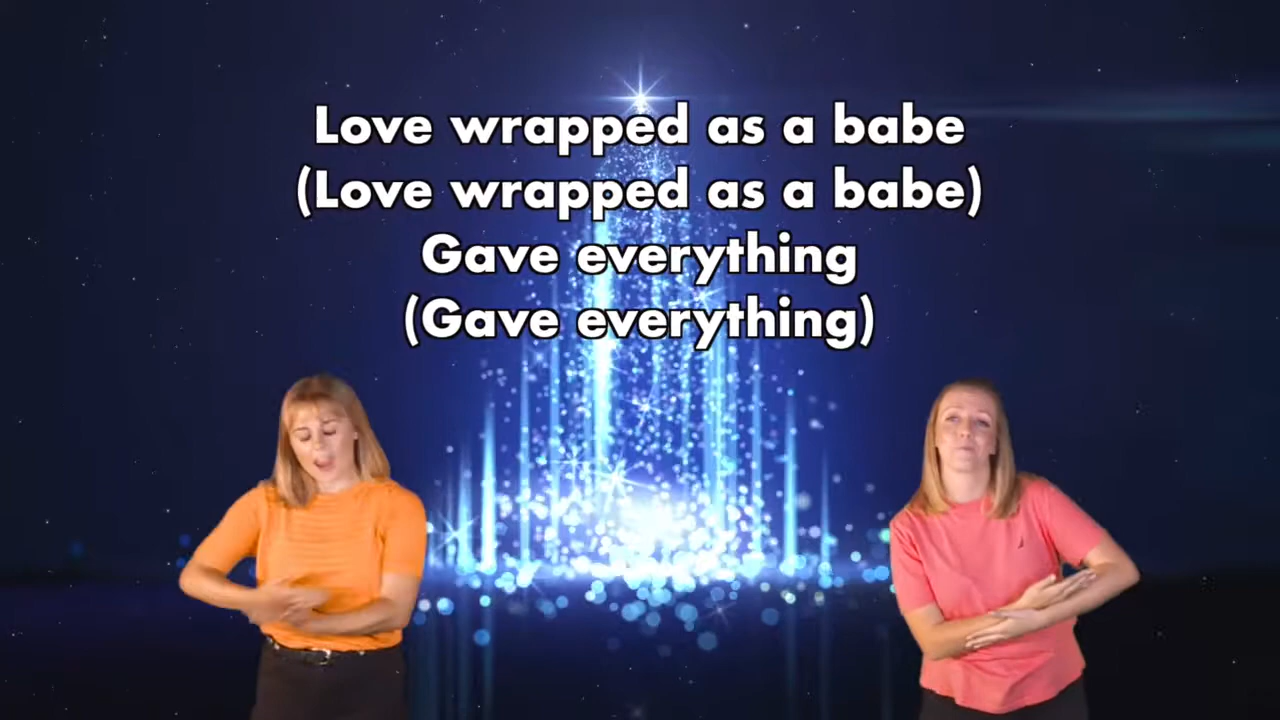 Love wrapped as a babe
(Love wrapped as a babe)
Gave everything
(Gave everything)